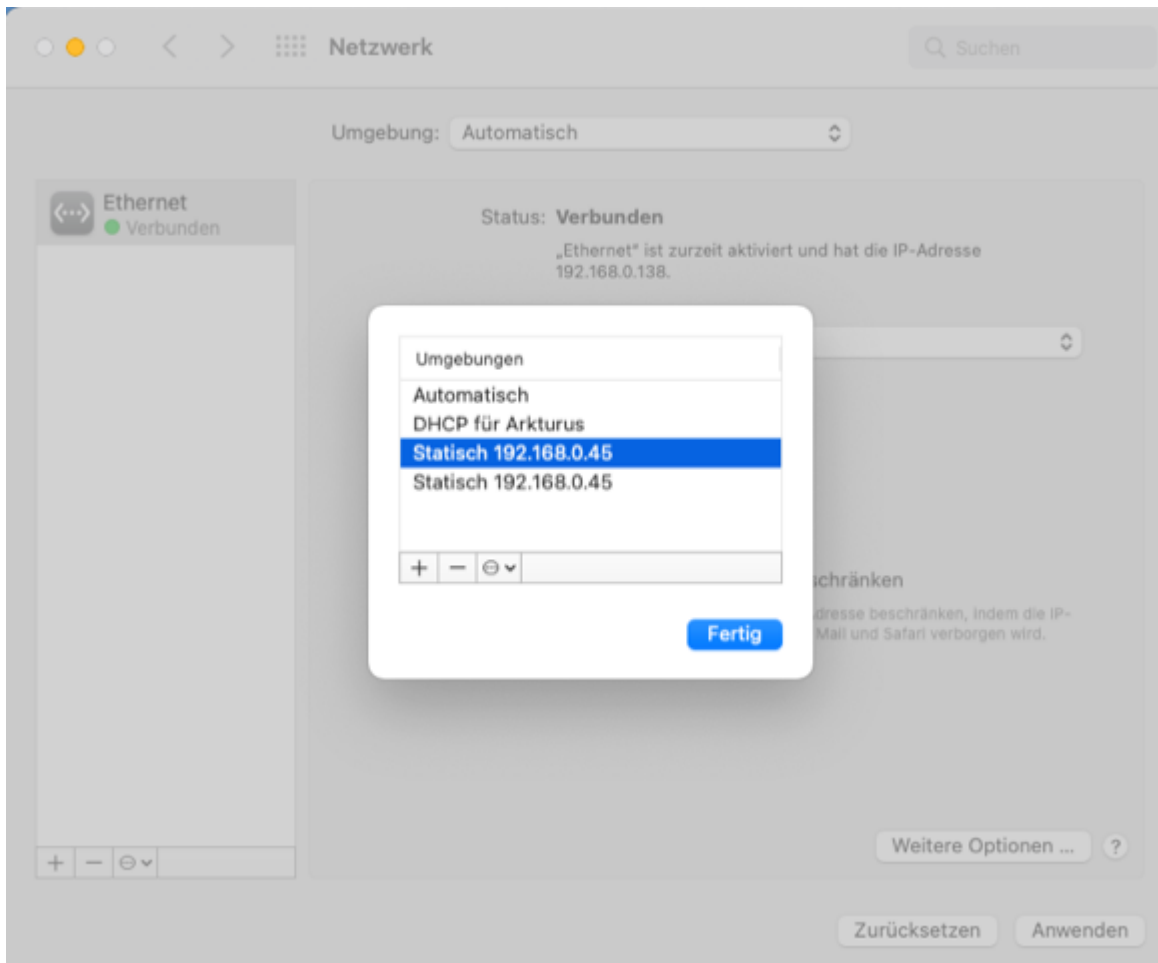 Netzwerk
Suchen
Umgebung: Automatisch
Ethernet
Verbunden
Status: Verbunden
„Ethernet“ ist zurzeit aktiviert und hat die IP-Adresse
192.168.0.138.
Umgebungen
Automatisch
DHCP für Arkturus
Statisch 192.168.0.45
Statisch 192.168.0.45
schränken
dresse beschränken, indem die IP-
Mail und Safari verborgen wird.
Fertig
Weitere Optionen ... ?
Zurücksetzen Anwenden